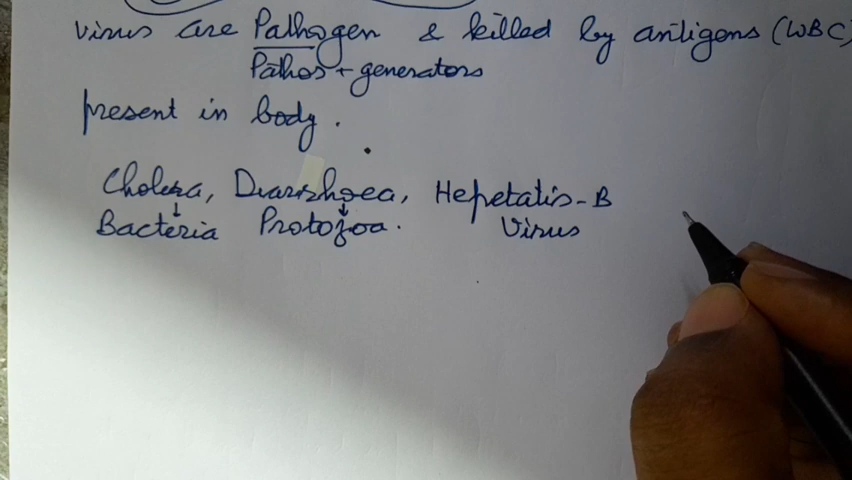 virus are Pathogen & killed by antigens (WBC)
Pathos + generators
present in body.
Cholera, Diarrhoea, Hepetatis-B
Bacteria Protozoa. Virus